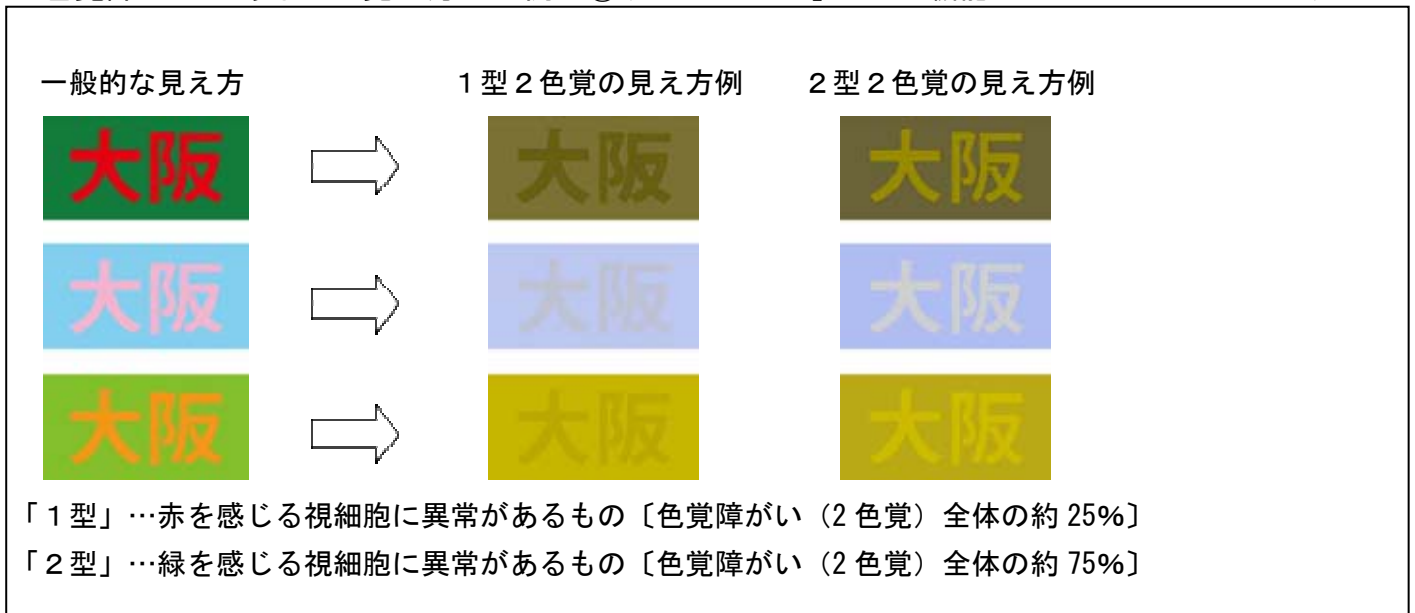 一般的な見え方 1型2色覚の見え方例 2型2色覚の見え方例
大阪 大阪 大阪
大阪 大阪 大阪
大阪 大阪 大阪
「1型」…赤を感じる視細胞に異常があるもの〔色覚障がい（2色覚）全体の約25%〕
「2型」…緑を感じる視細胞に異常があるもの〔色覚障がい（2色覚）全体の約75%〕